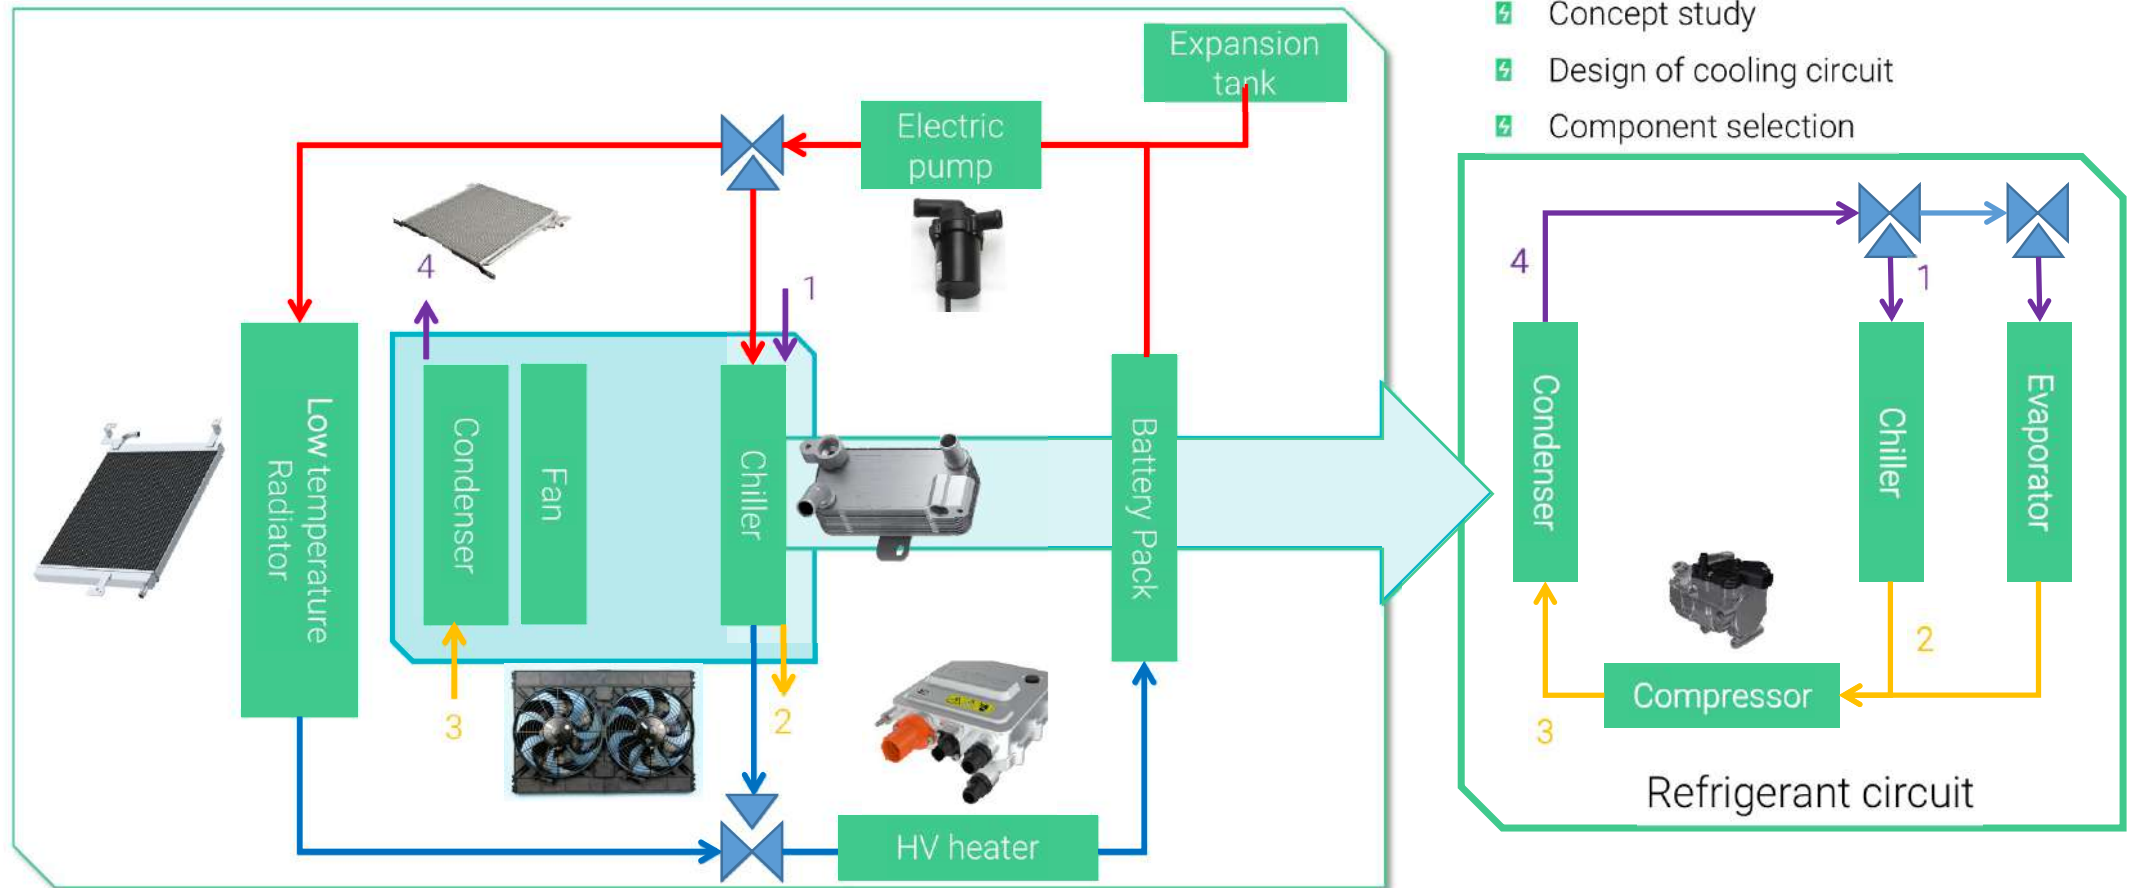 Expansion
tank
Electric
pump
4
1
Low temperature
Radiator
Condenser
Fan
Chiller
Battery Pack
3
2
HV heater
Concept study
Design of cooling circuit
Component selection
4
1
Condenser
Chiller
Evaporator
2
Compressor
3
Refrigerant circuit